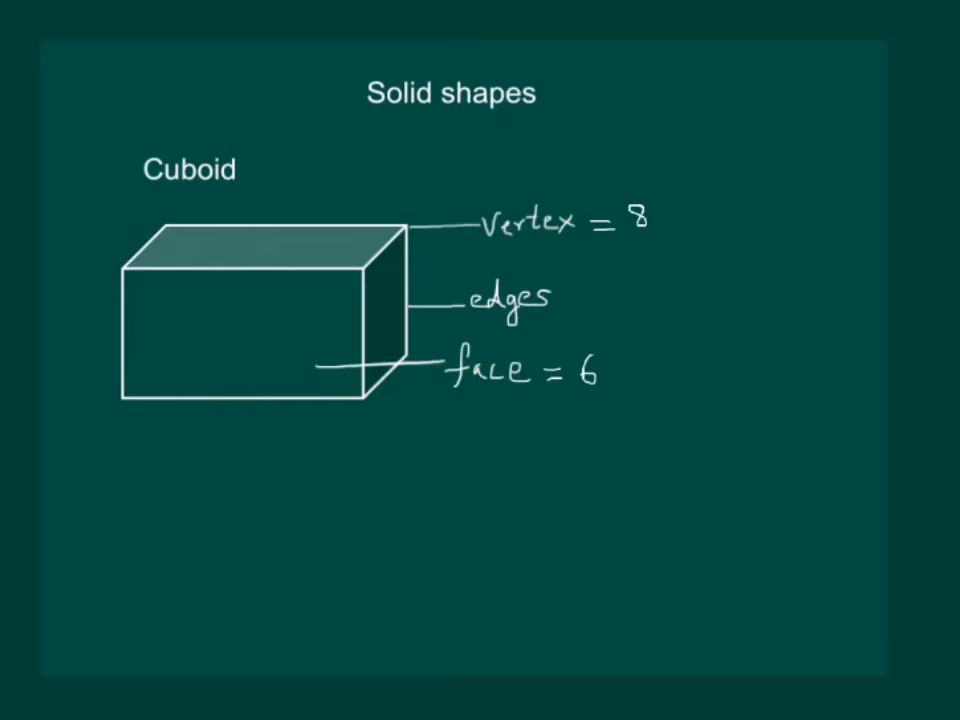 Solid shapes
Cuboid
Vertex = 8
edges
face = 6